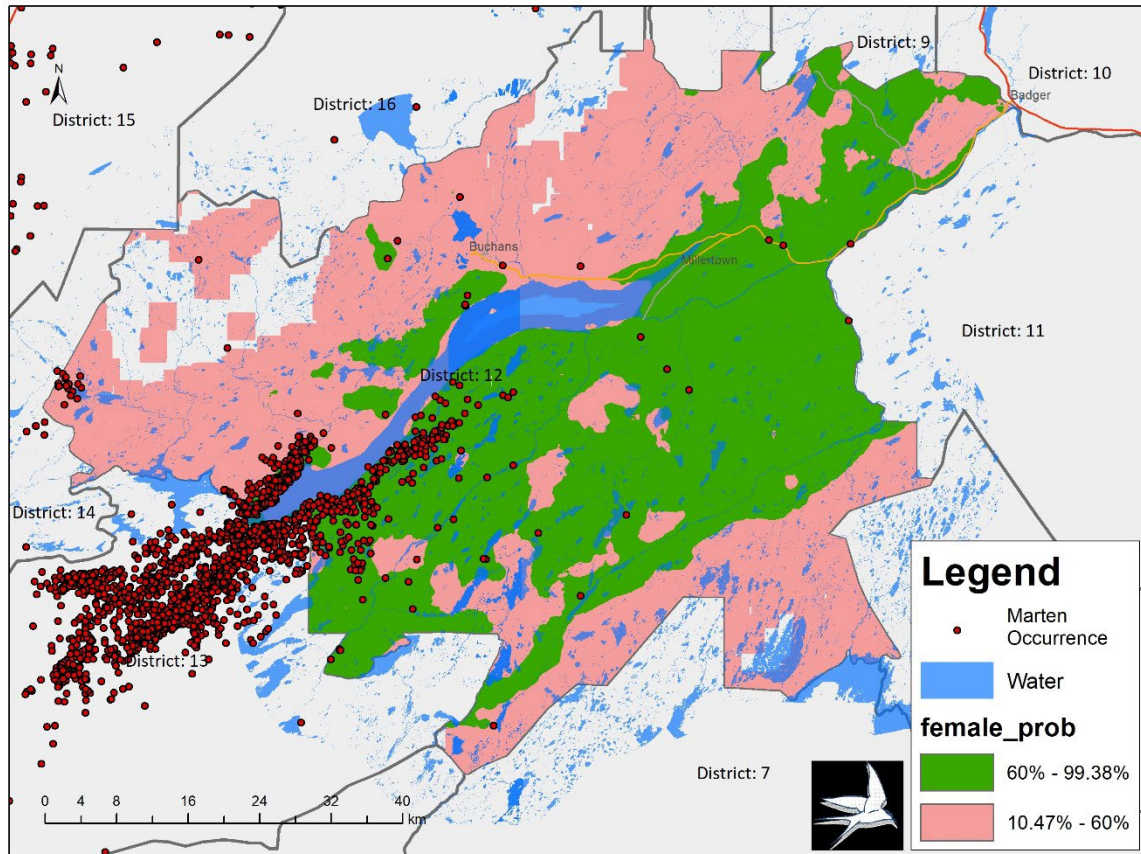 District: 9
District: 10
Badger
N
District: 16
District: 15
Buchans
Millertown
District: 11
District: 12
District: 14
District: 13
District: 7
0 4 8 16 24 32 40
km
Legend
Marten
Occurrence
Water
female_prob
60% - 99.38%
10.47% - 60%